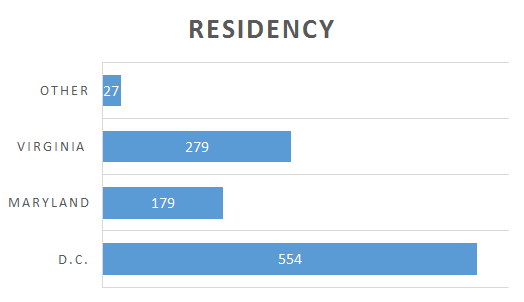 RESIDENCY
OTHER 27
VIRGINIA 279
MARYLAND 179
D.C. 554